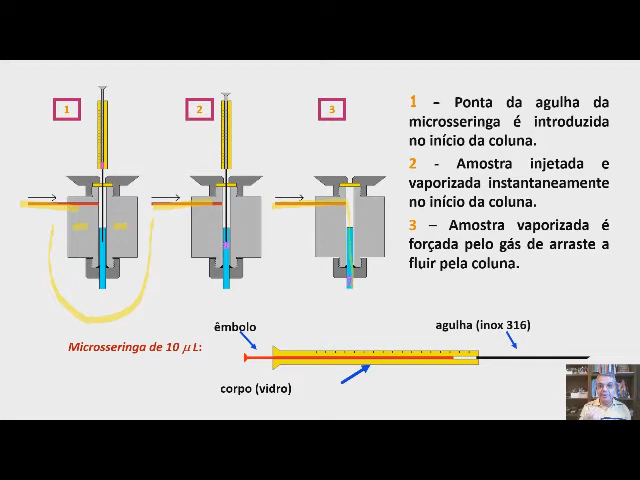 1
2
3
1 – Ponta da agulha da
microsseringa é introduzida
no início da coluna.
2 - Amostra injetada e
vaporizada instantaneamente
no início da coluna.
3 – Amostra vaporizada é
forçada pelo gás de arraste a
fluir pela coluna.
Microsseringa de 10 μL:
êmbolo
agulha (inox 316)
corpo (vidro)